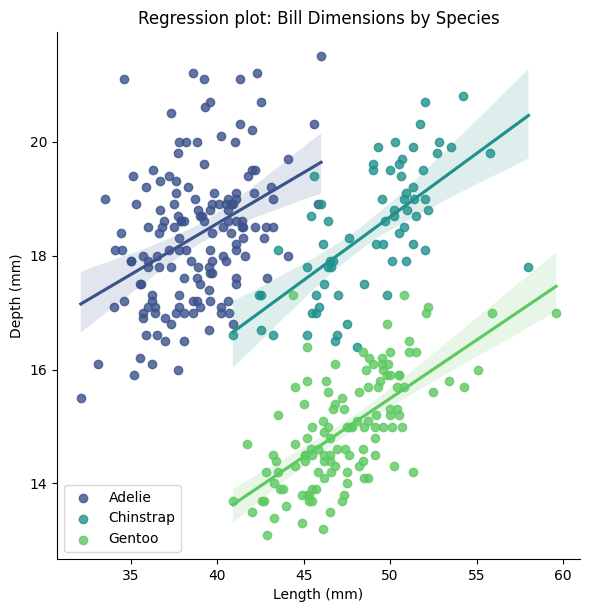 Regression plot: Bill Dimensions by Species
Depth (mm)
20
18
16
14
Adelie
Chinstrap
Gentoo
35 40 45 50 55 60
Length (mm)